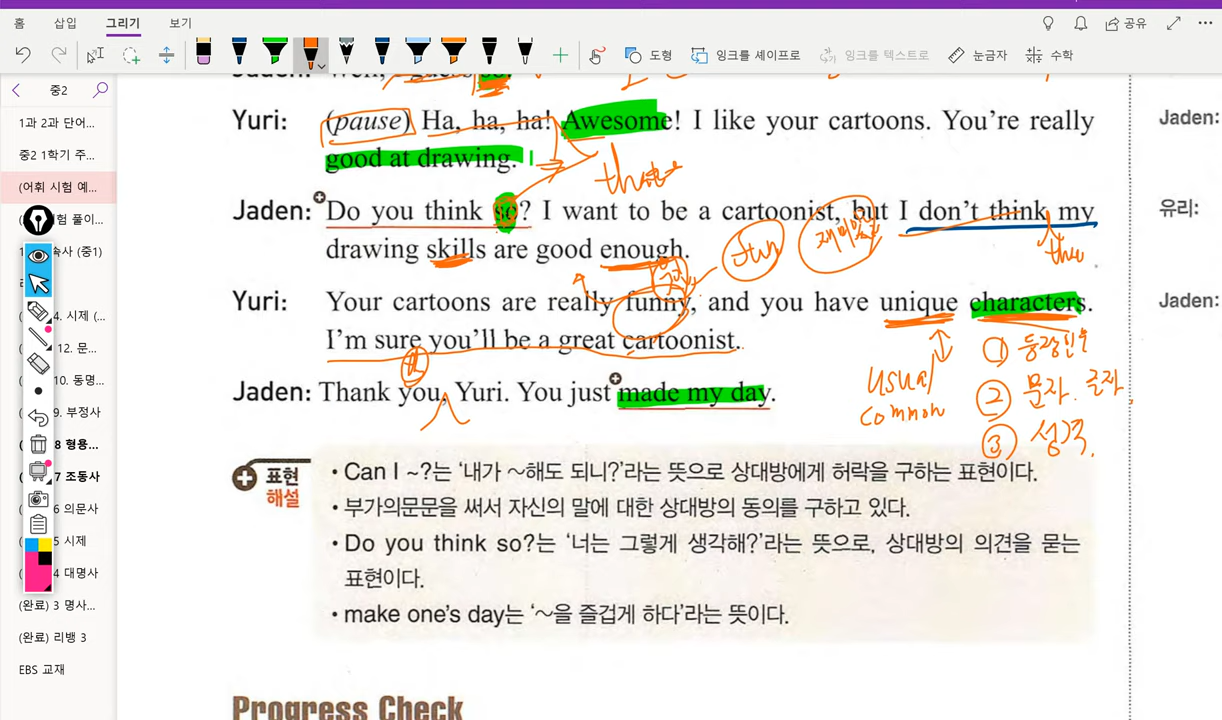 홈 삽입 그리기 보기
공유
도형 잉크를 셰이프로 잉크를 텍스트로 눈금자 수학
중2
1과 2과 단어...
중2 1학기 주...
(어휘 시험 예...
험 풀이...
속사 (중1)
4. 시제 (...
12. 문...
10. 동명...
9. 부정사
8 형용...
7 조동사
6 의문사
5 시제
4 대명사
(완료) 3 명사...
(완료) 리뱅 3
EBS 교재
Yuri: (pause) Ha, ha, ha! Awesome! I like your cartoons. You're really
good at drawing.
that
Jaden: Do you think so? I want to be a cartoonist, but I don't think my
drawing skills are good enough.
fun
재미있는
Yuri: Your cartoons are really funny, and you have unique characters.
I'm sure you'll be a great cartoonist.
Jaden: Thank you, Yuri. You just made my day.
usual
common
① 등장인물
② 문자. 글자
③ 성격.
표현
해설
• Can I ~?는 '내가 ~해도 되니?'라는 뜻으로 상대방에게 허락을 구하는 표현이다.
• 부가의문문을 써서 자신의 말에 대한 상대방의 동의를 구하고 있다.
• Do you think so?는 '너는 그렇게 생각해?'라는 뜻으로, 상대방의 의견을 묻는
표현이다.
• make one's day는 '~을 즐겁게 하다'라는 뜻이다.
Progress Check
Jaden:
유리:
Jaden: